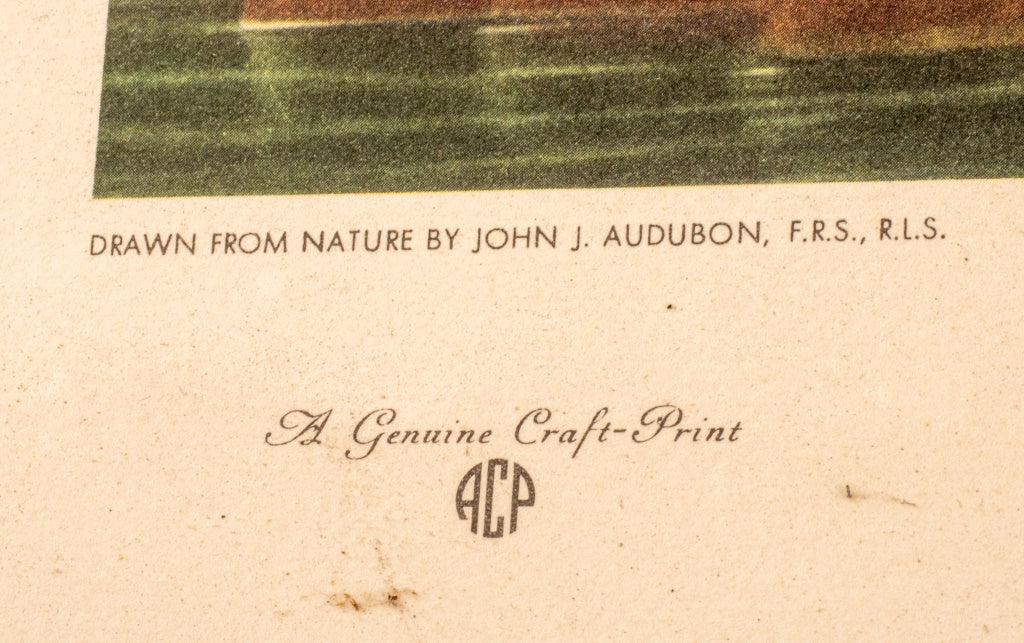 DRAWN FROM NATURE BY JOHN J. AUDUBON, F.R.S., R.L.S.
A Genuine Craft-Print
ACP